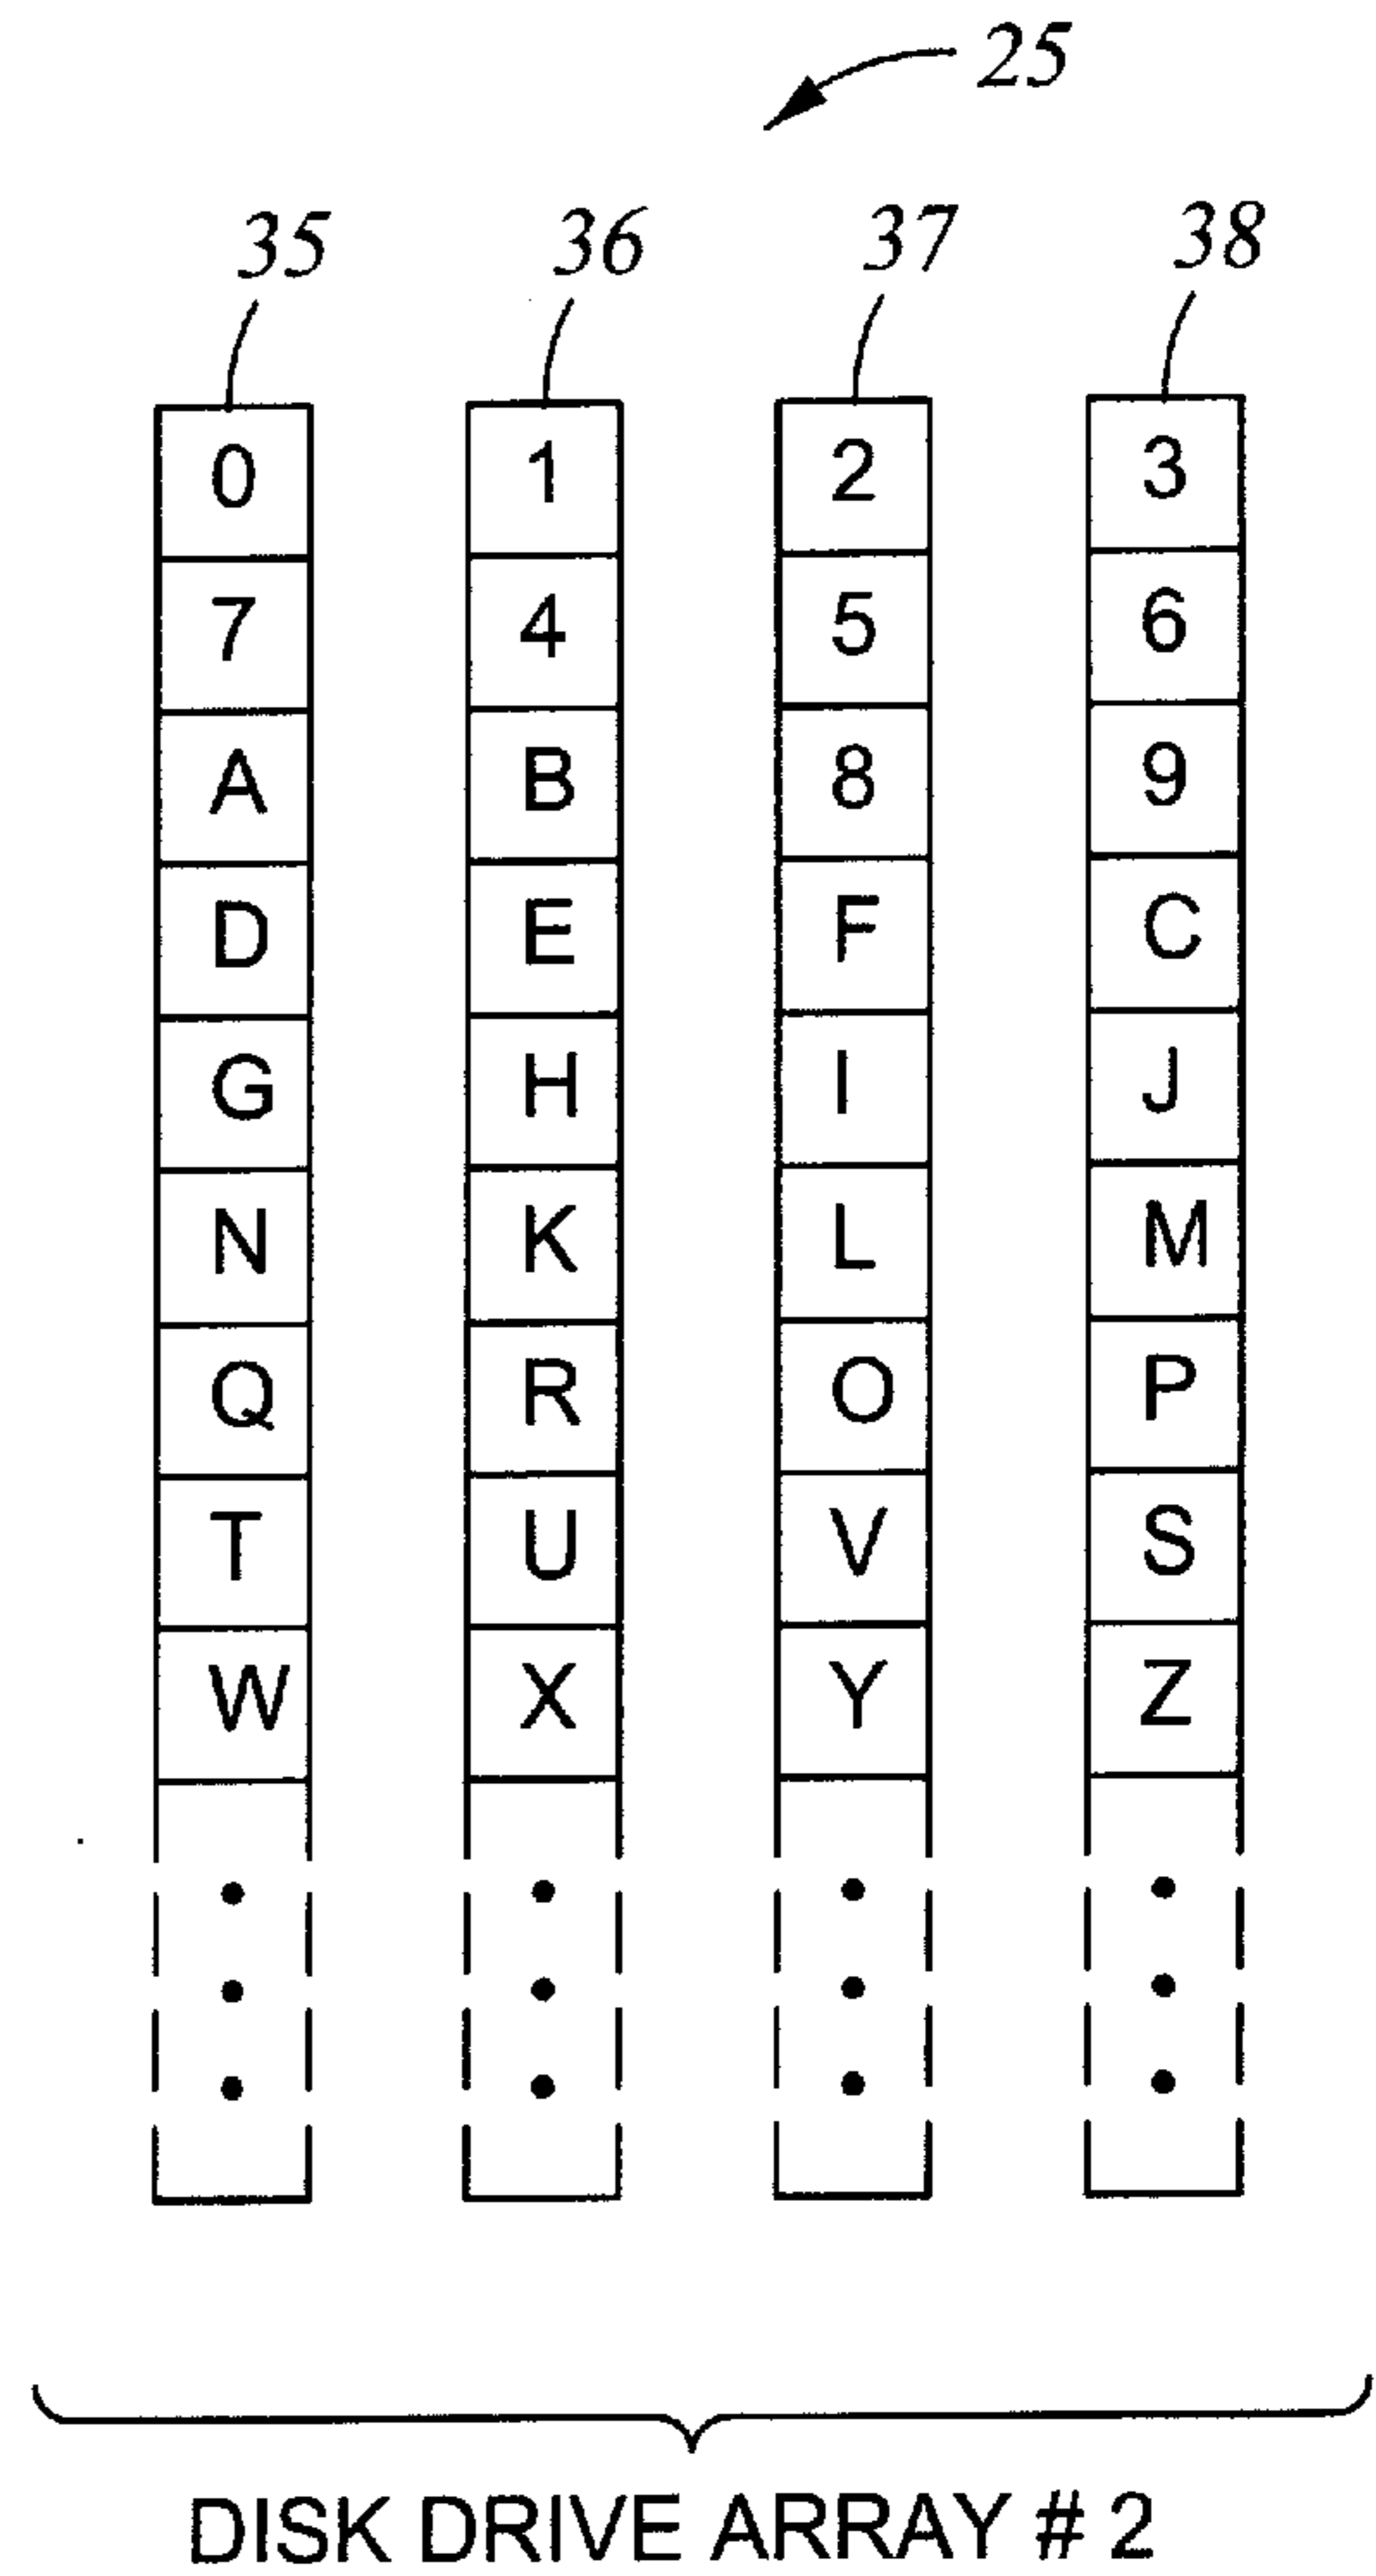 25
35 36 37 38
0 1 2 3
7 4 5 6
A B 8 9
D E F C
G H I J
N K L M
Q R O P
T U V S
W X Y Z
DISK DRIVE ARRAY # 2